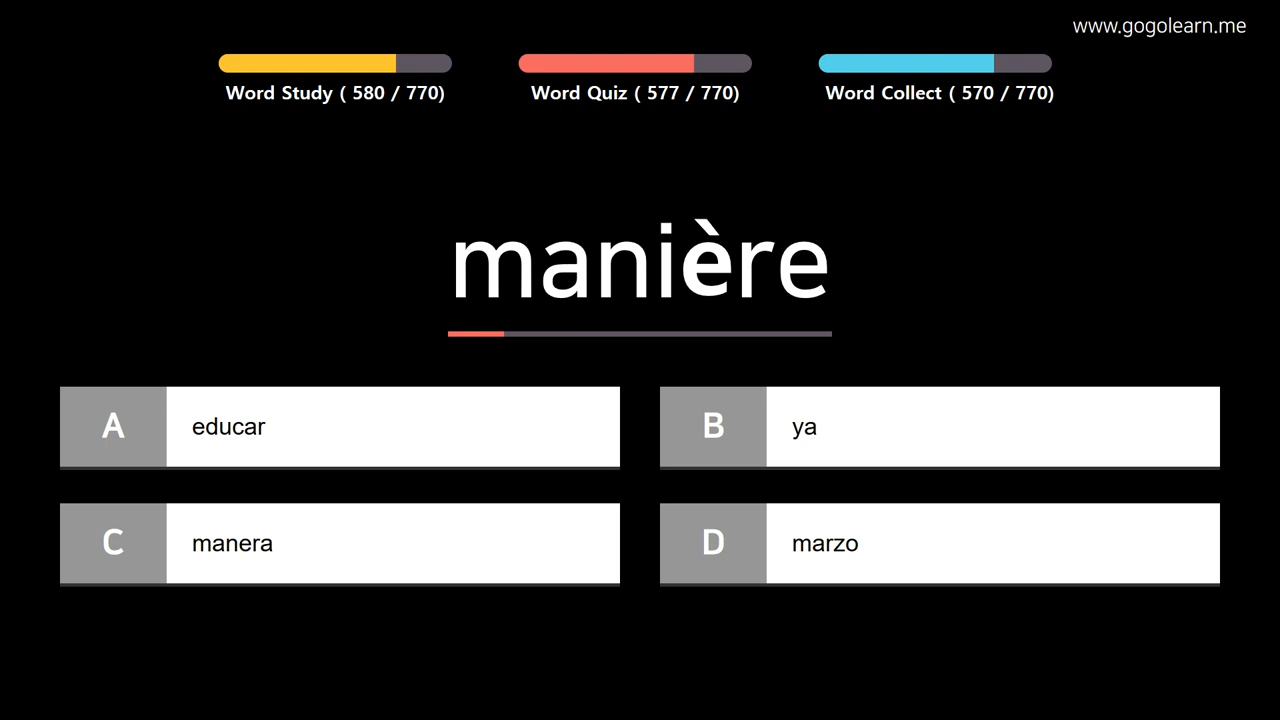 www.gogolearn.me
Word Study ( 580 / 770)
Word Quiz ( 577 / 770)
Word Collect ( 570 / 770)
manière
A educar
B ya
C manera
D marzo